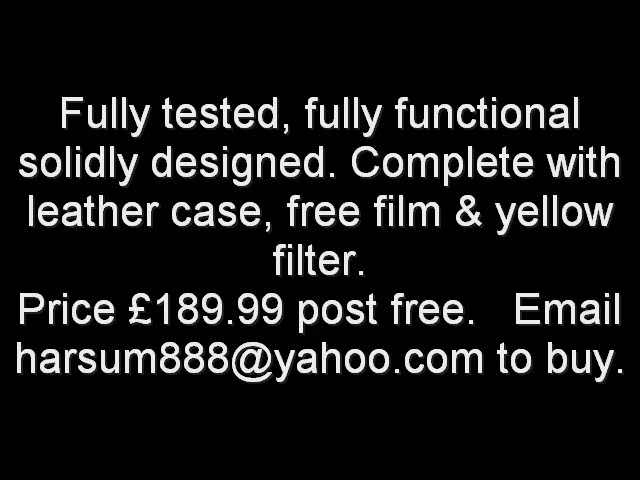 Fully tested, fully functional
solidly designed. Complete with
leather case, free film & yellow
filter.
Price £189.99 post free.   Email
harsum888@yahoo.com to buy.